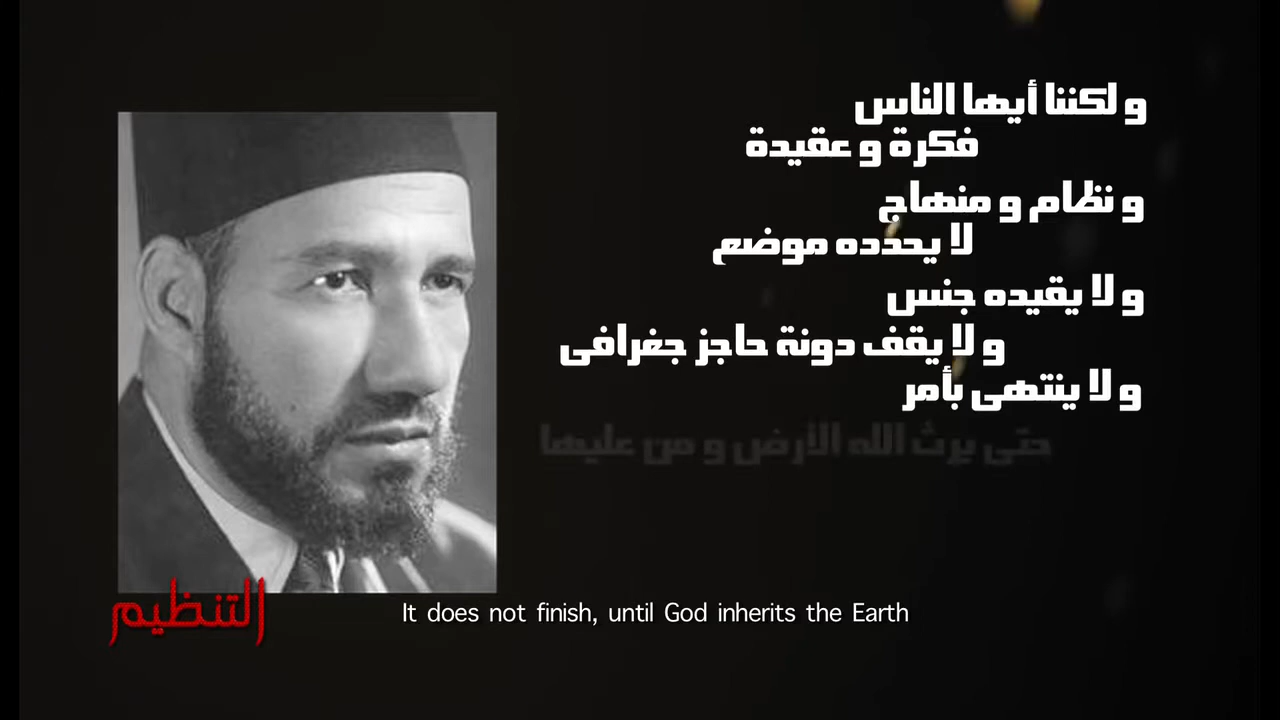 و لكننا أيها الناس
فكرة و عقيدة
و نظام و منهاج
لا يحدده موضع
و لا يقيده جنس
و لا يقف دونة حاجز جغرافى
و لا ينتهى بأمر
حتى يرث الله الأرض و من عليها
التنظيم
It does not finish, until God inherits the Earth